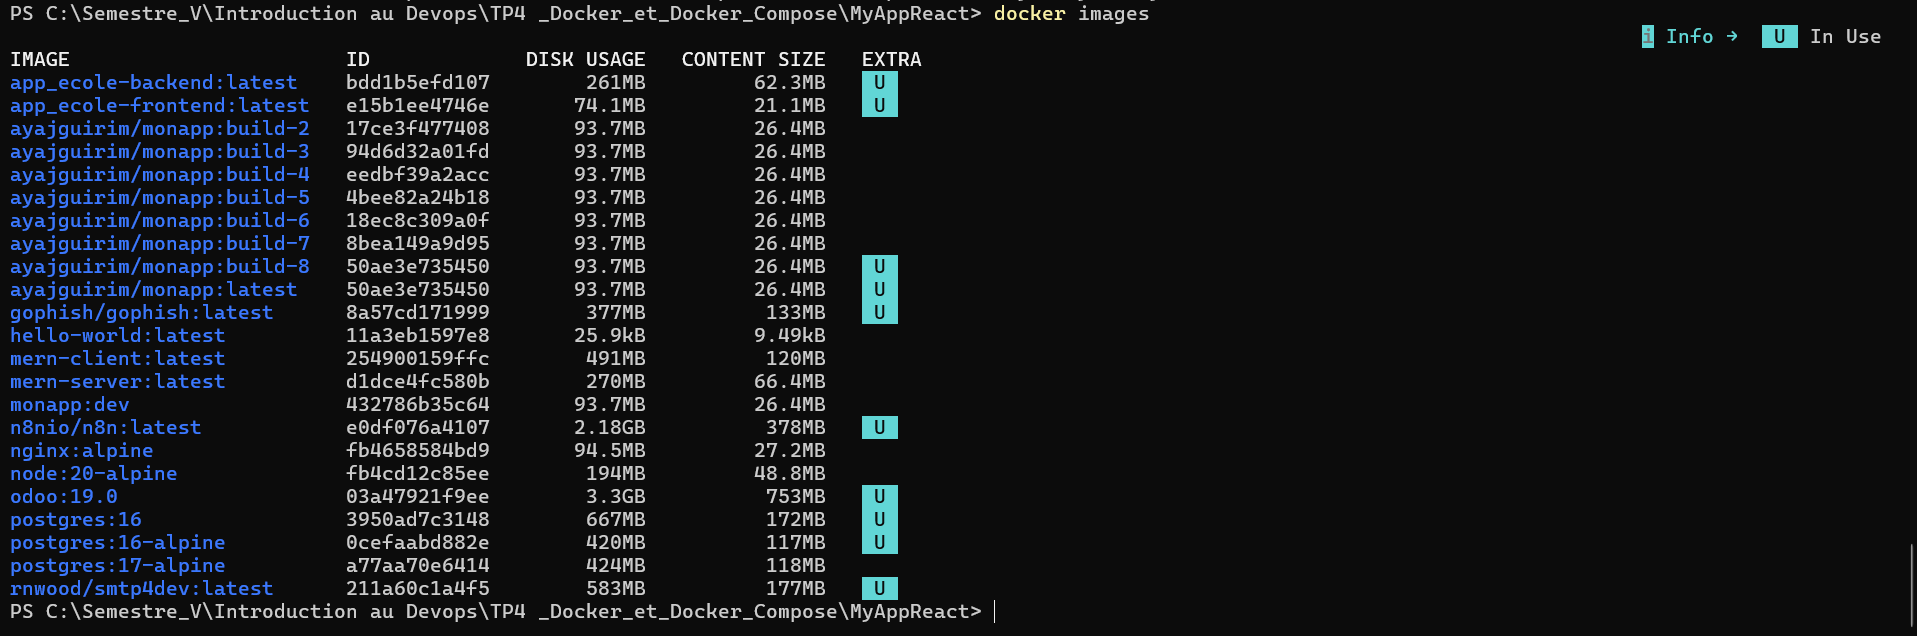 PS C:\Semestre_V\Introduction au Devops\TP4 _Docker_et_Docker_Compose\MyAppReact> docker images
i Info → U In Use
IMAGE ID DISK USAGE CONTENT SIZE EXTRA
app_ecole-backend:latest bdd1b5efd107 261MB 62.3MB U
app_ecole-frontend:latest e15b1ee4746e 74.1MB 21.1MB U
ayajguirim/monapp:build-2 17ce3f477408 93.7MB 26.4MB
ayajguirim/monapp:build-3 94d6d32a01fd 93.7MB 26.4MB
ayajguirim/monapp:build-4 eedbf39a2acc 93.7MB 26.4MB
ayajguirim/monapp:build-5 4bee82a24b18 93.7MB 26.4MB
ayajguirim/monapp:build-6 18ec8c309a0f 93.7MB 26.4MB
ayajguirim/monapp:build-7 8bea149a9d95 93.7MB 26.4MB
ayajguirim/monapp:build-8 50ae3e735450 93.7MB 26.4MB U
ayajguirim/monapp:latest 50ae3e735450 93.7MB 26.4MB U
gophish/gophish:latest 8a57cd171999 377MB 133MB U
hello-world:latest 11a3eb1597e8 25.9kB 9.49kB
mern-client:latest 254900159ffc 491MB 120MB
mern-server:latest d1dce4fc580b 270MB 66.4MB
monapp:dev 432786b35c64 93.7MB 26.4MB
n8nio/n8n:latest e0df076a4107 2.18GB 378MB U
nginx:alpine fb4658584bd9 94.5MB 27.2MB
node:20-alpine fb4cd12c85ee 194MB 48.8MB
odoo:19.0 03a47921f9ee 3.3GB 753MB U
postgres:16 3950ad7c3148 667MB 172MB U
postgres:16-alpine 0cefaabd882e 420MB 117MB U
postgres:17-alpine a77aa70e6414 424MB 118MB
rnwood/smtp4dev:latest 211a60c1a4f5 583MB 177MB U
PS C:\Semestre_V\Introduction au Devops\TP4 _Docker_et_Docker_Compose\MyAppReact>